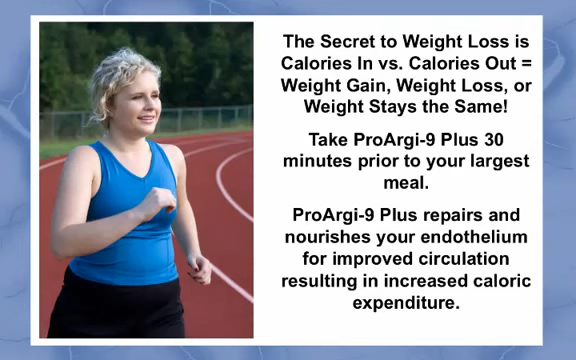 The Secret to Weight Loss is
Calories In vs. Calories Out =
Weight Gain, Weight Loss, or
Weight Stays the Same!
Take ProArgi-9 Plus 30
minutes prior to your largest
meal.
ProArgi-9 Plus repairs and
nourishes your endothelium
for improved circulation
resulting in increased caloric
expenditure.